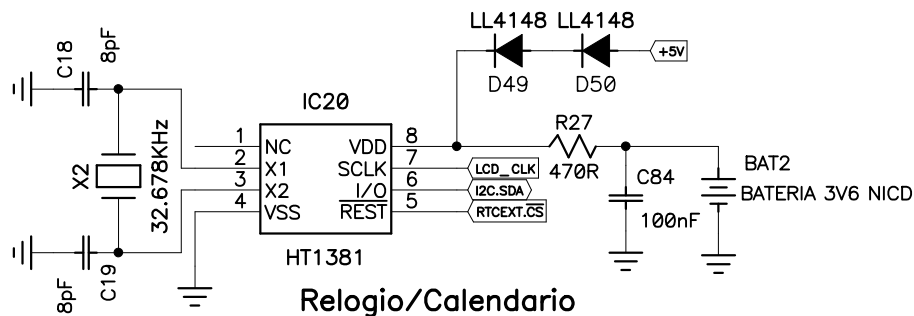 LL4148 LL4148
+5V
D49 D50
C18
8pF
IC20
R27
470R
1 NC VDD 8
2 X1 SCLK 7 LCD_CLK
3 X2 I/O 6 I2C.SDA
4 VSS REST 5 RTCEXT.CS
HT1381
X2
32.678KHz
C84
100nF
BAT2
BATERIA 3V6 NICD
8pF
C19
Relogio/Calendario